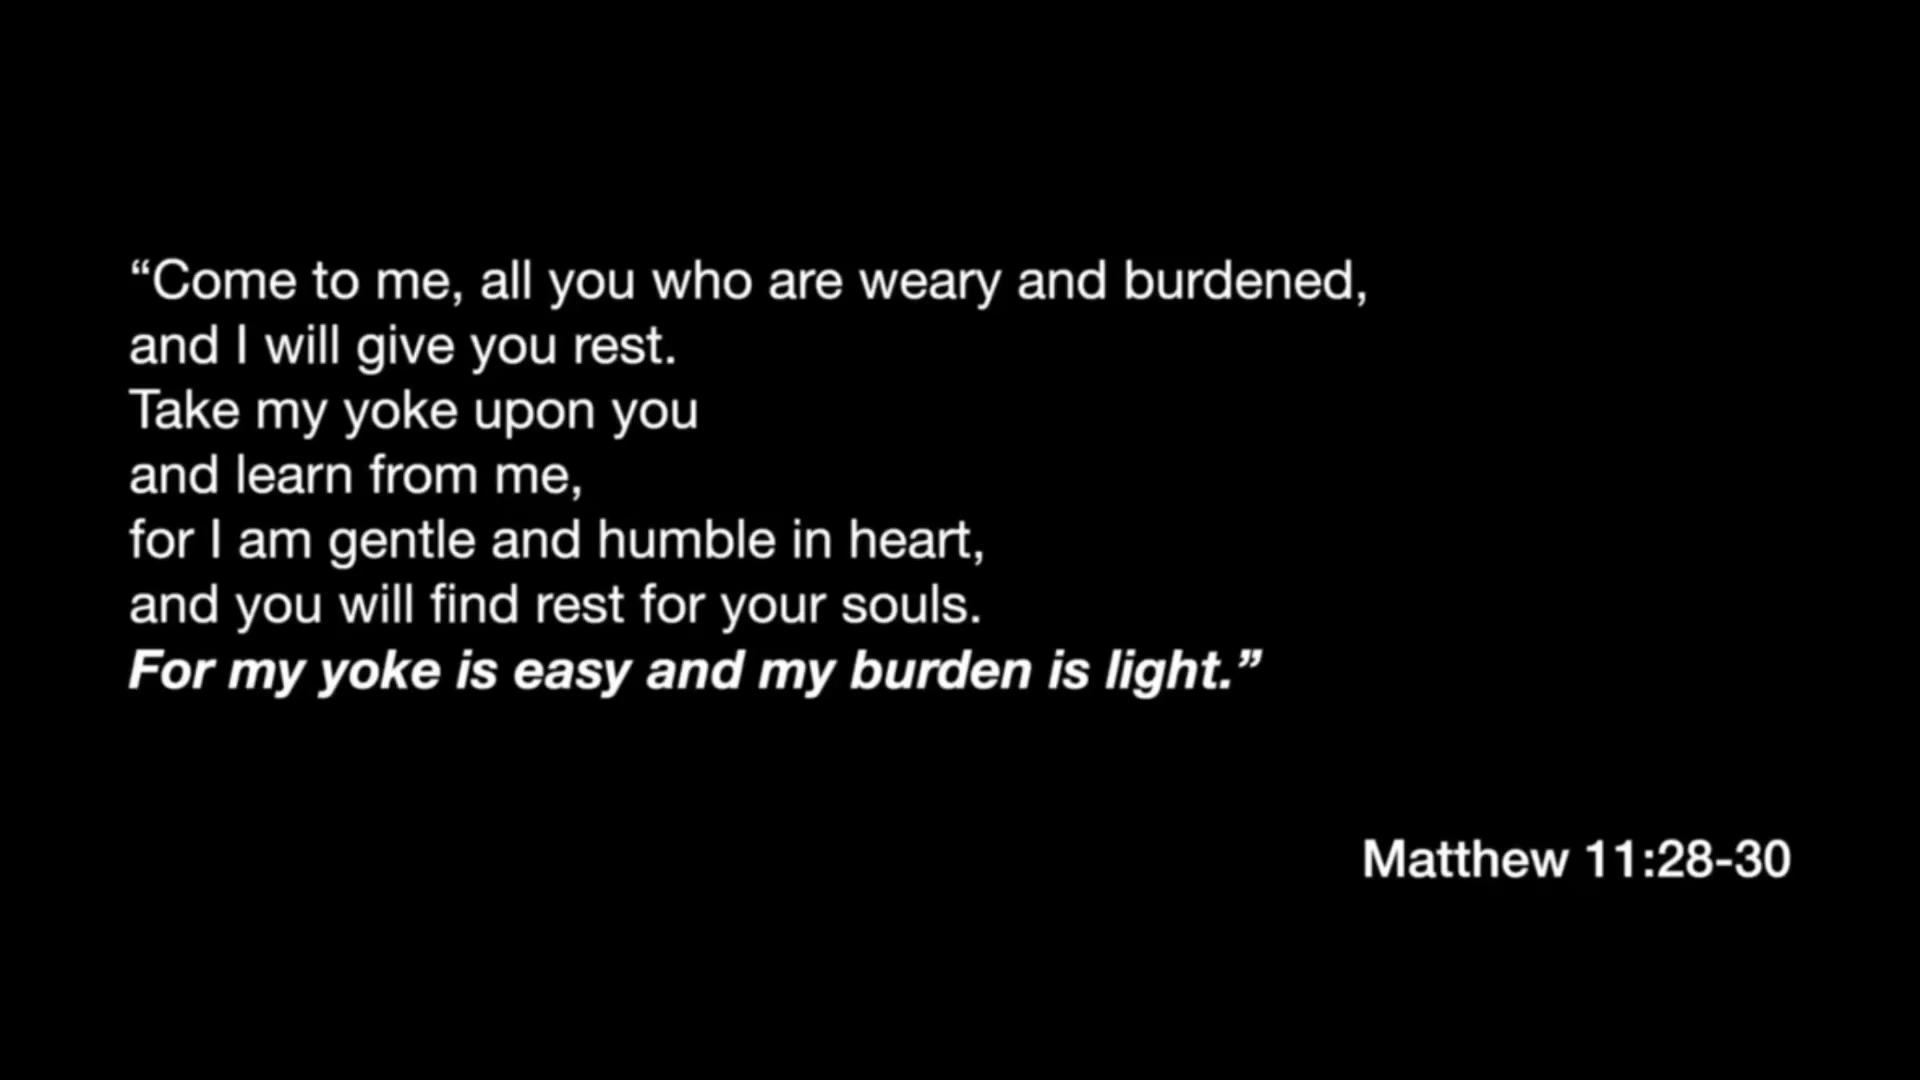 “Come to me, all you who are weary and burdened,
and I will give you rest.
Take my yoke upon you
and learn from me,
for I am gentle and humble in heart,
and you will find rest for your souls.
For my yoke is easy and my burden is light.”
Matthew 11:28-30